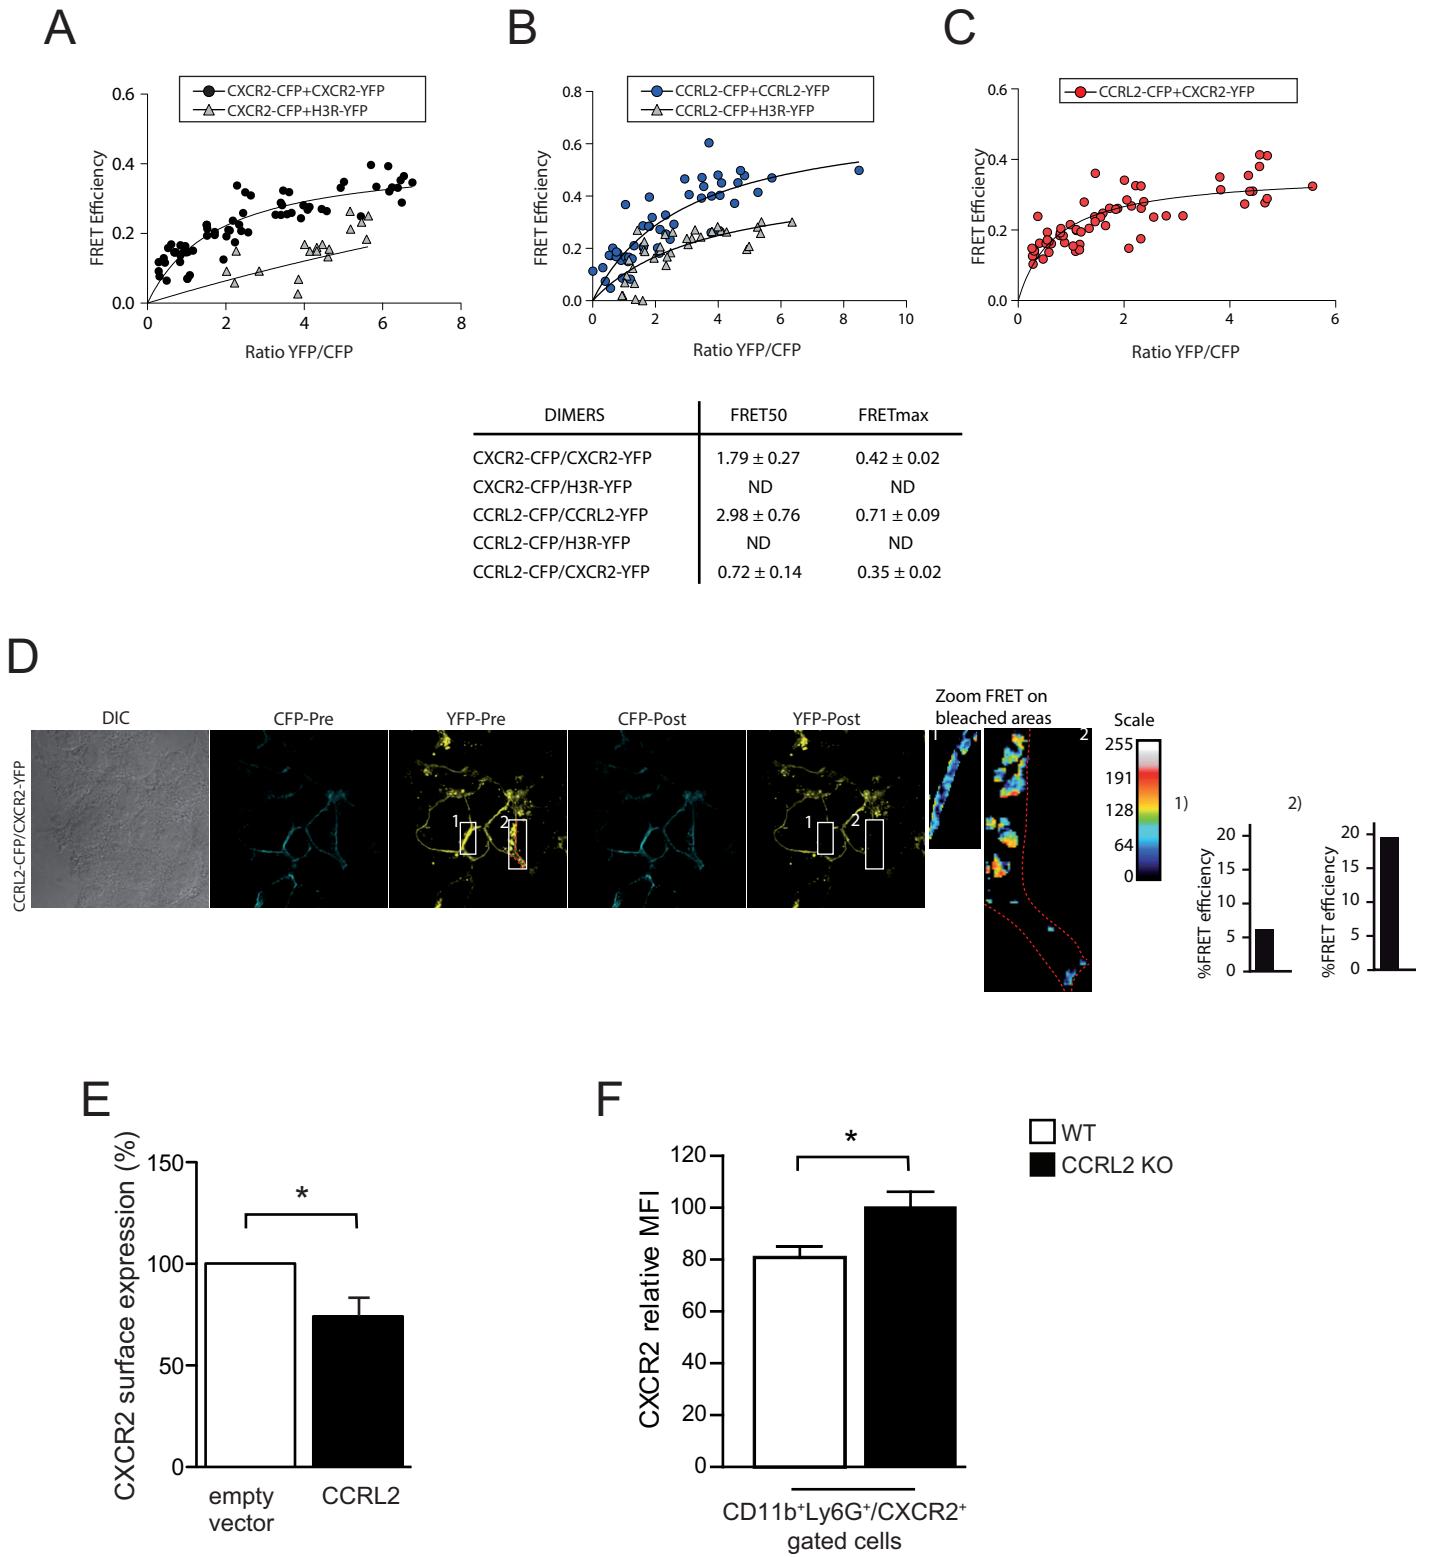 A
B
C
CXCR2-CFP+CXCR2-YFP
CXCR2-CFP+H3R-YFP
FRET Efficiency
0.6
0.4
0.2
0.0
0 2 4 6 8
Ratio YFP/CFP
CCRL2-CFP+CCRL2-YFP
CCRL2-CFP+H3R-YFP
FRET Efficiency
0.8
0.6
0.4
0.2
0.0
0 2 4 6 8 10
Ratio YFP/CFP
CCRL2-CFP+CXCR2-YFP
FRET Efficiency
0.6
0.4
0.2
0.0
0 2 4 6
Ratio YFP/CFP
DIMERS FRET50 FRETmax
CXCR2-CFP/CXCR2-YFP 1.79 ± 0.27 0.42 ± 0.02
CXCR2-CFP/H3R-YFP ND ND
CCRL2-CFP/CCRL2-YFP 2.98 ± 0.76 0.71 ± 0.09
CCRL2-CFP/H3R-YFP ND ND
CCRL2-CFP/CXCR2-YFP 0.72 ± 0.14 0.35 ± 0.02
D
CCRL2-CFP/CXCR2-YFP
DIC CFP-Pre YFP-Pre CFP-Post YFP-Post
1 2
1 2
Zoom FRET on
bleached areas
1 2
Scale
255
191
128
64
0
1)
%FRET efficiency
20
15
10
5
0
2)
%FRET efficiency
20
15
10
5
0
E
CXCR2 surface expression (%)
150
100
50
0
*
empty
vector
CCRL2
F
CXCR2 relative MFI
120
100
80
60
40
20
0
*
CD11b⁺Ly6G⁺/CXCR2⁺
gated cells
WT
CCRL2 KO